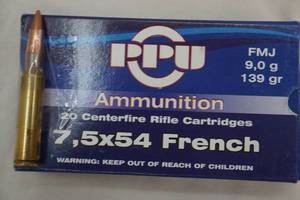 PPU
FMJ
9,0 g
139 gr
Ammunition
20 Centerfire Rifle Cartridges
7,5x54 French
WARNING: KEEP OUT OF REACH OF CHILDREN